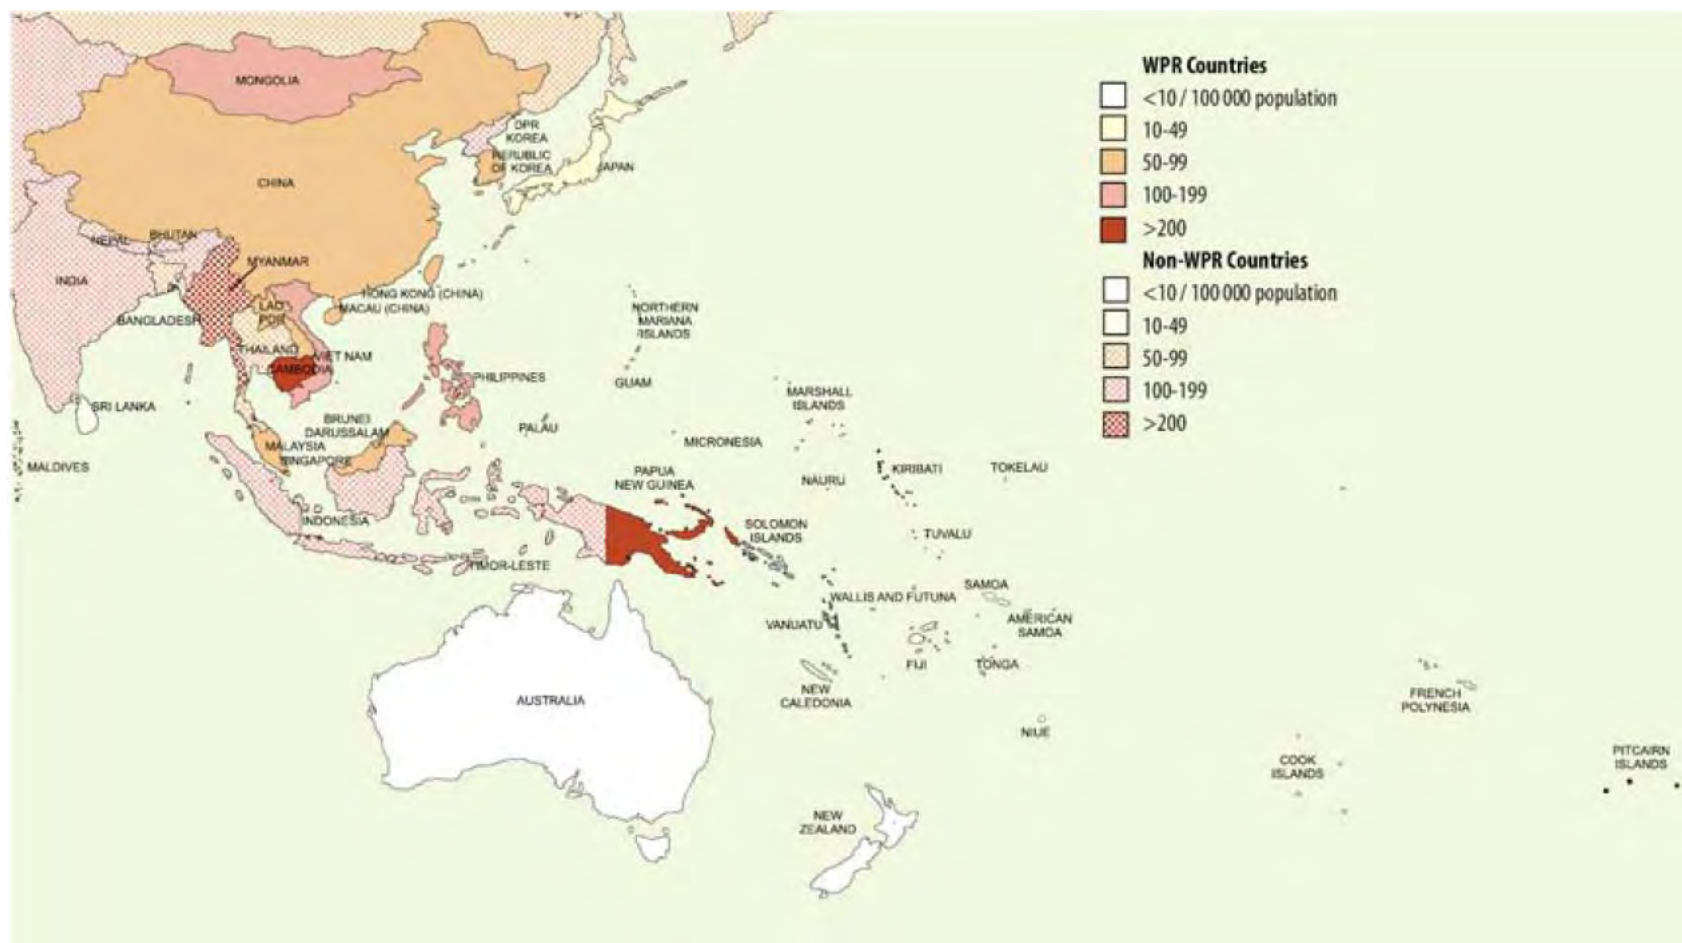 WPR Countries
<10 / 100 000 population
10-49
50-99
100-199
>200
Non-WPR Countries
<10 / 100 000 population
10-49
50-99
100-199
>200
MONGOLIA
DPR
KOREA
REPUBLIC
OF KOREA
JAPAN
CHINA
NEPAL
BHUTAN
MYANMAR
INDIA
HONG KONG (CHINA)
MACAU (CHINA)
LAO
PDR
BANGLADESH
NORTHERN
MARIANA
ISLANDS
THAILAND
VIET NAM
CAMBODIA
PHILIPPINES
GUAM
MARSHALL
ISLANDS
SRI LANKA
BRUNEI
DARUSSALAM
PALAU
MICRONESIA
MALAYSIA
SINGAPORE
MALDIVES
PAPUA
NEW GUINEA
NAURU
KIRIBATI
TOKELAU
INDONESIA
SOLOMON
ISLANDS
TUVALU
TIMOR-LESTE
WALLIS AND FUTUNA
SAMOA
VANUATU
AMERICAN
SAMOA
FIJI
TONGA
AUSTRALIA
NEW
CALEDONIA
FRENCH
POLYNESIA
NIUE
COOK
ISLANDS
PITCAIRN
ISLANDS
NEW
ZEALAND